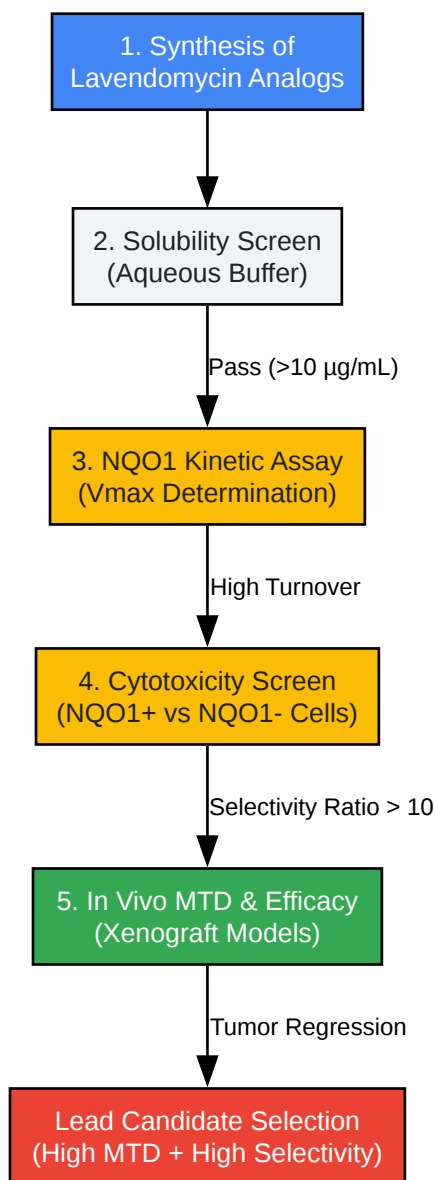 1. Synthesis of
Lavendomycin Analogs
2. Solubility Screen
(Aqueous Buffer)
Pass (>10 µg/mL)
3. NQO1 Kinetic Assay
(Vmax Determination)
High Turnover
4. Cytotoxicity Screen
(NQO1+ vs NQO1- Cells)
Selectivity Ratio > 10
5. In Vivo MTD & Efficacy
(Xenograft Models)
Tumor Regression
Lead Candidate Selection
(High MTD + High Selectivity)